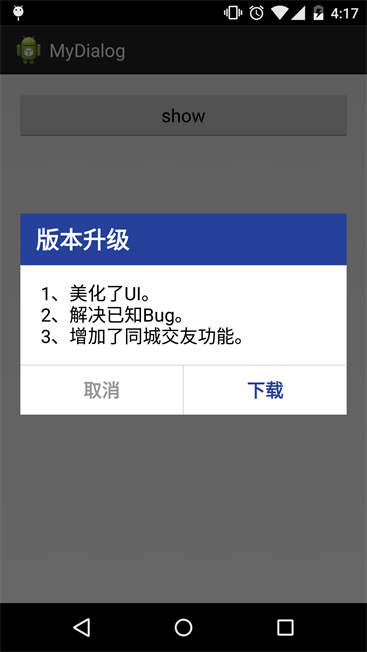 4:17
MyDialog
show
版本升级
1、美化了UI。
2、解决已知Bug。
3、增加了同城交友功能。
取消
下载